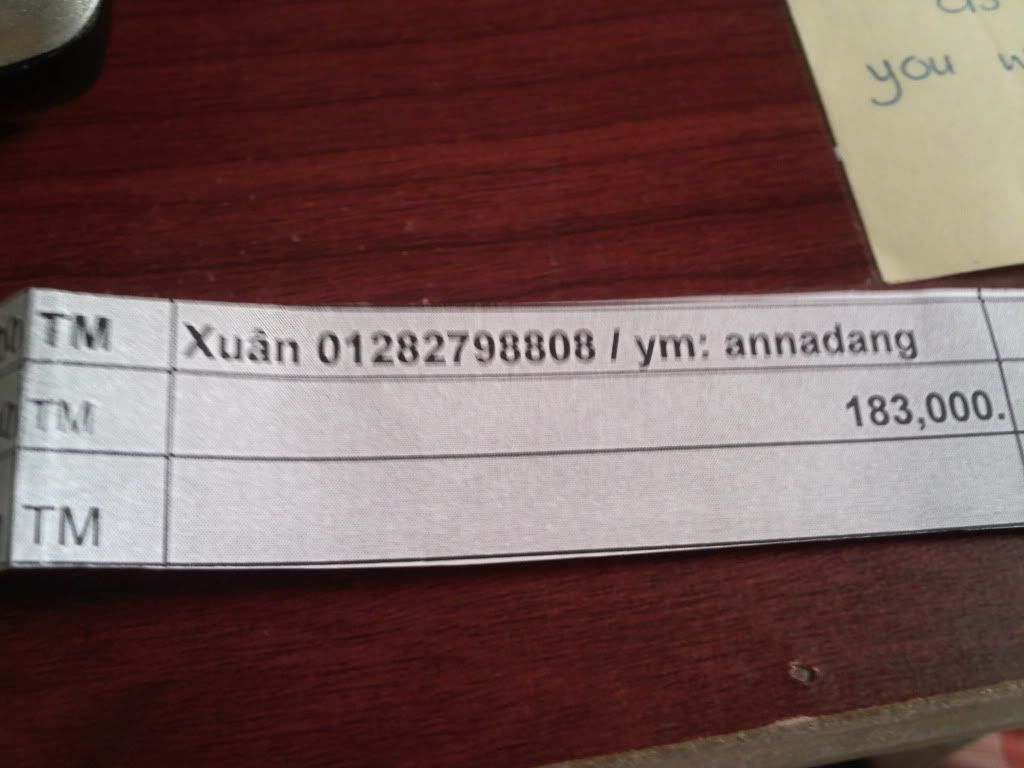 you
TM Xuân 01282798808 / ym: annadang
TM 183,000.
TM